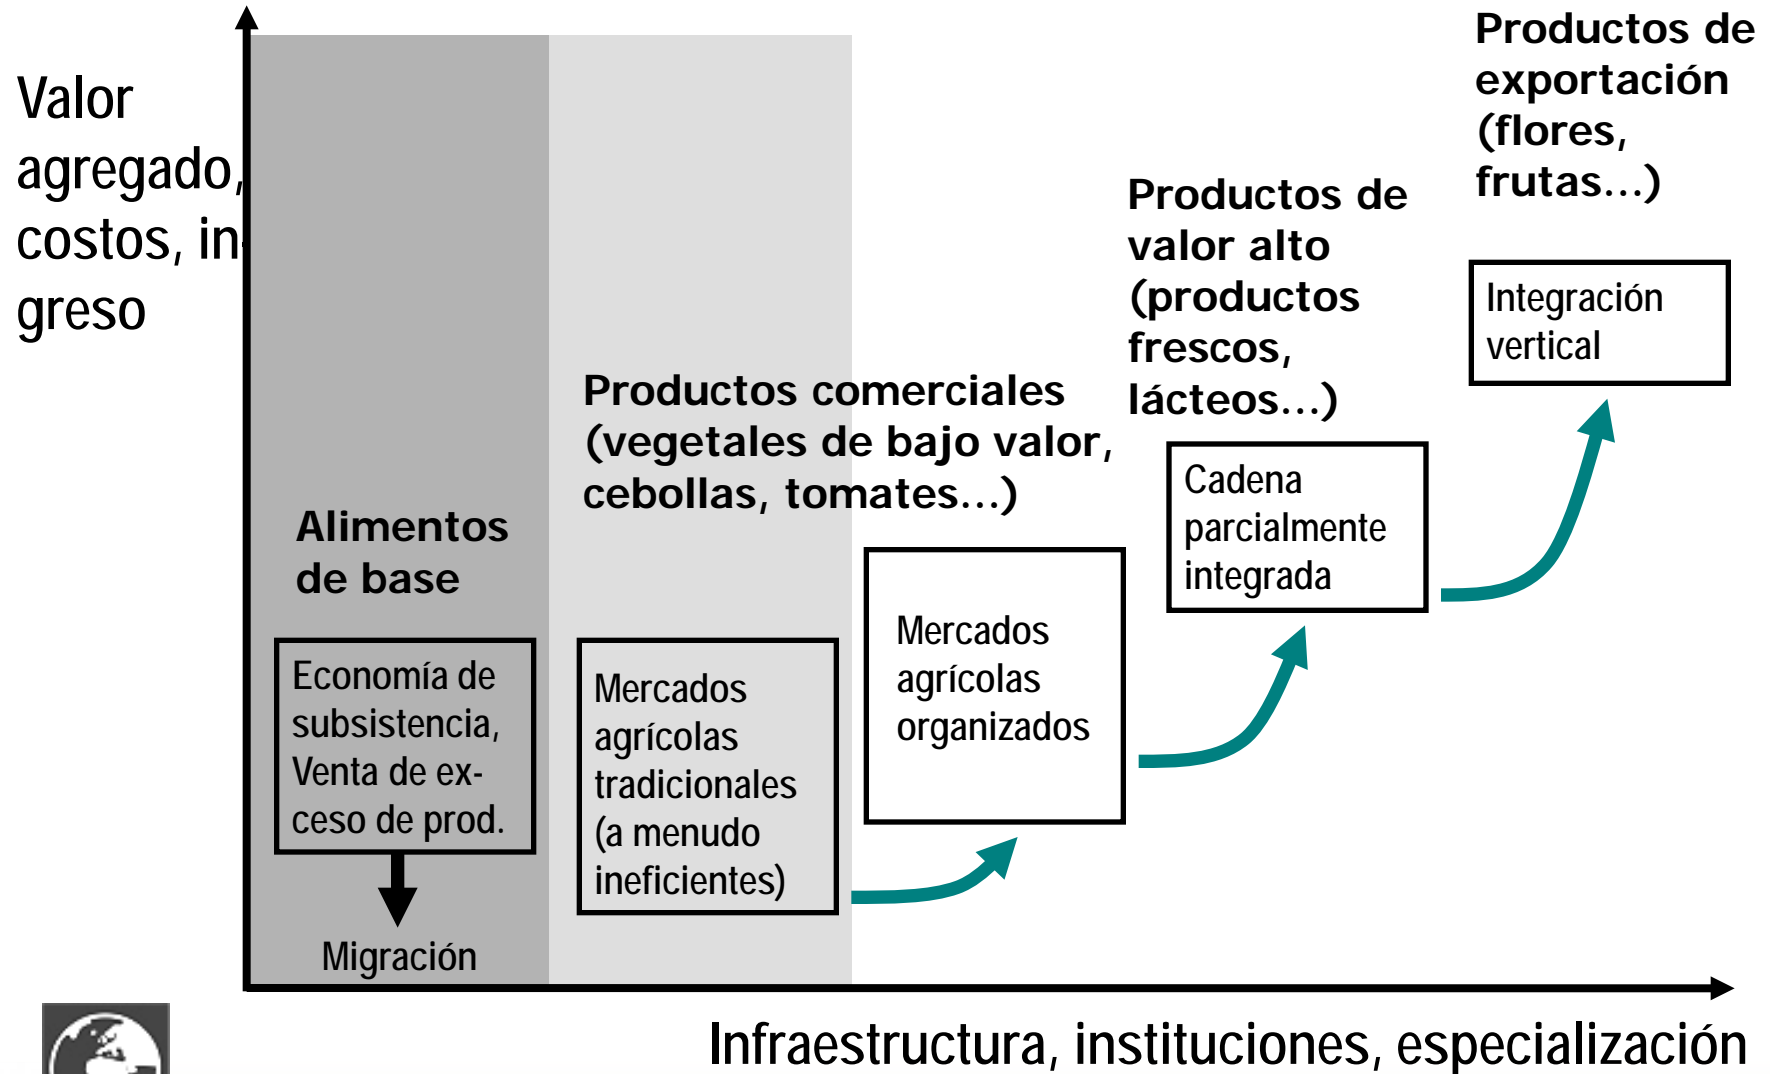 Valor
agregado,
costos, in-
greso
Alimentos
de base
Economía de
subsistencia,
Venta de ex-
ceso de prod.
Migración
Productos comerciales
(vegetales de bajo valor,
cebollas, tomates...)
Mercados
agrícolas
tradicionales
(a menudo
ineficientes)
Mercados
agrícolas
organizados
Productos de
valor alto
(productos
frescos,
lácteos...)
Cadena
parcialmente
integrada
Productos de
exportación
(flores,
frutas...)
Integración
vertical
Infraestructura, instituciones, especialización